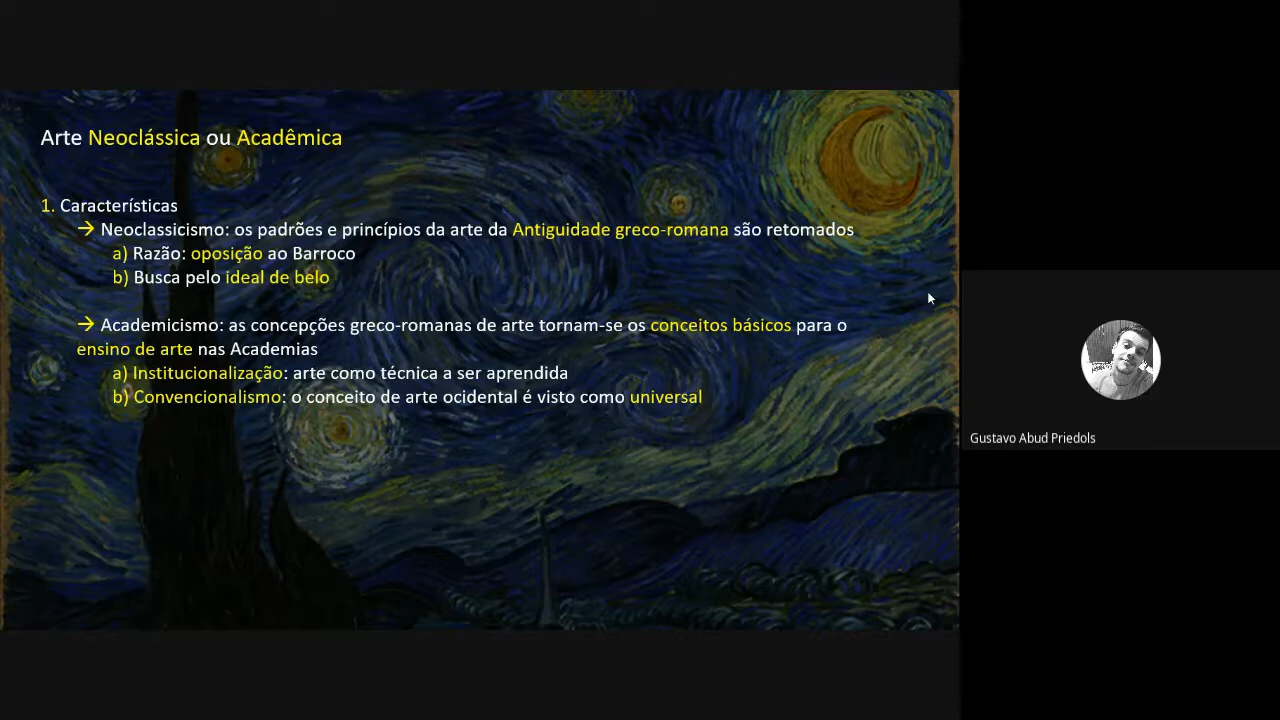 Arte Neoclássica ou Acadêmica
1. Características
→ Neoclassicismo: os padrões e princípios da arte da Antiguidade greco-romana são retomados
a) Razão: oposição ao Barroco
b) Busca pelo ideal de belo
→ Academicismo: as concepções greco-romanas de arte tornam-se os conceitos básicos para o
ensino de arte nas Academias
a) Institucionalização: arte como técnica a ser aprendida
b) Convencionalismo: o conceito de arte ocidental é visto como universal
Gustavo Abud Priedols